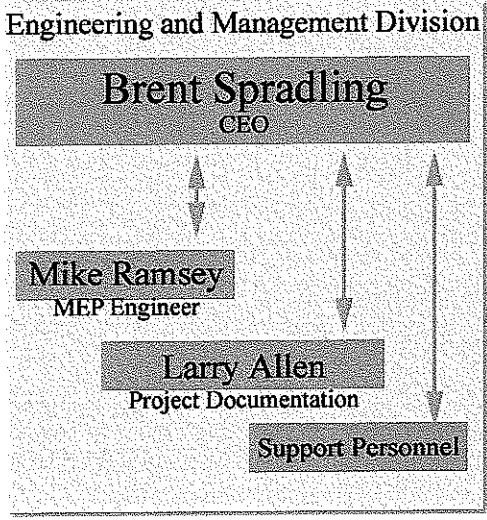 Engineering and Management Division
Brent Spradling
CEO
Mike Ramsey
MEP Engineer
Larry Allen
Project Documentation
Support Personnel